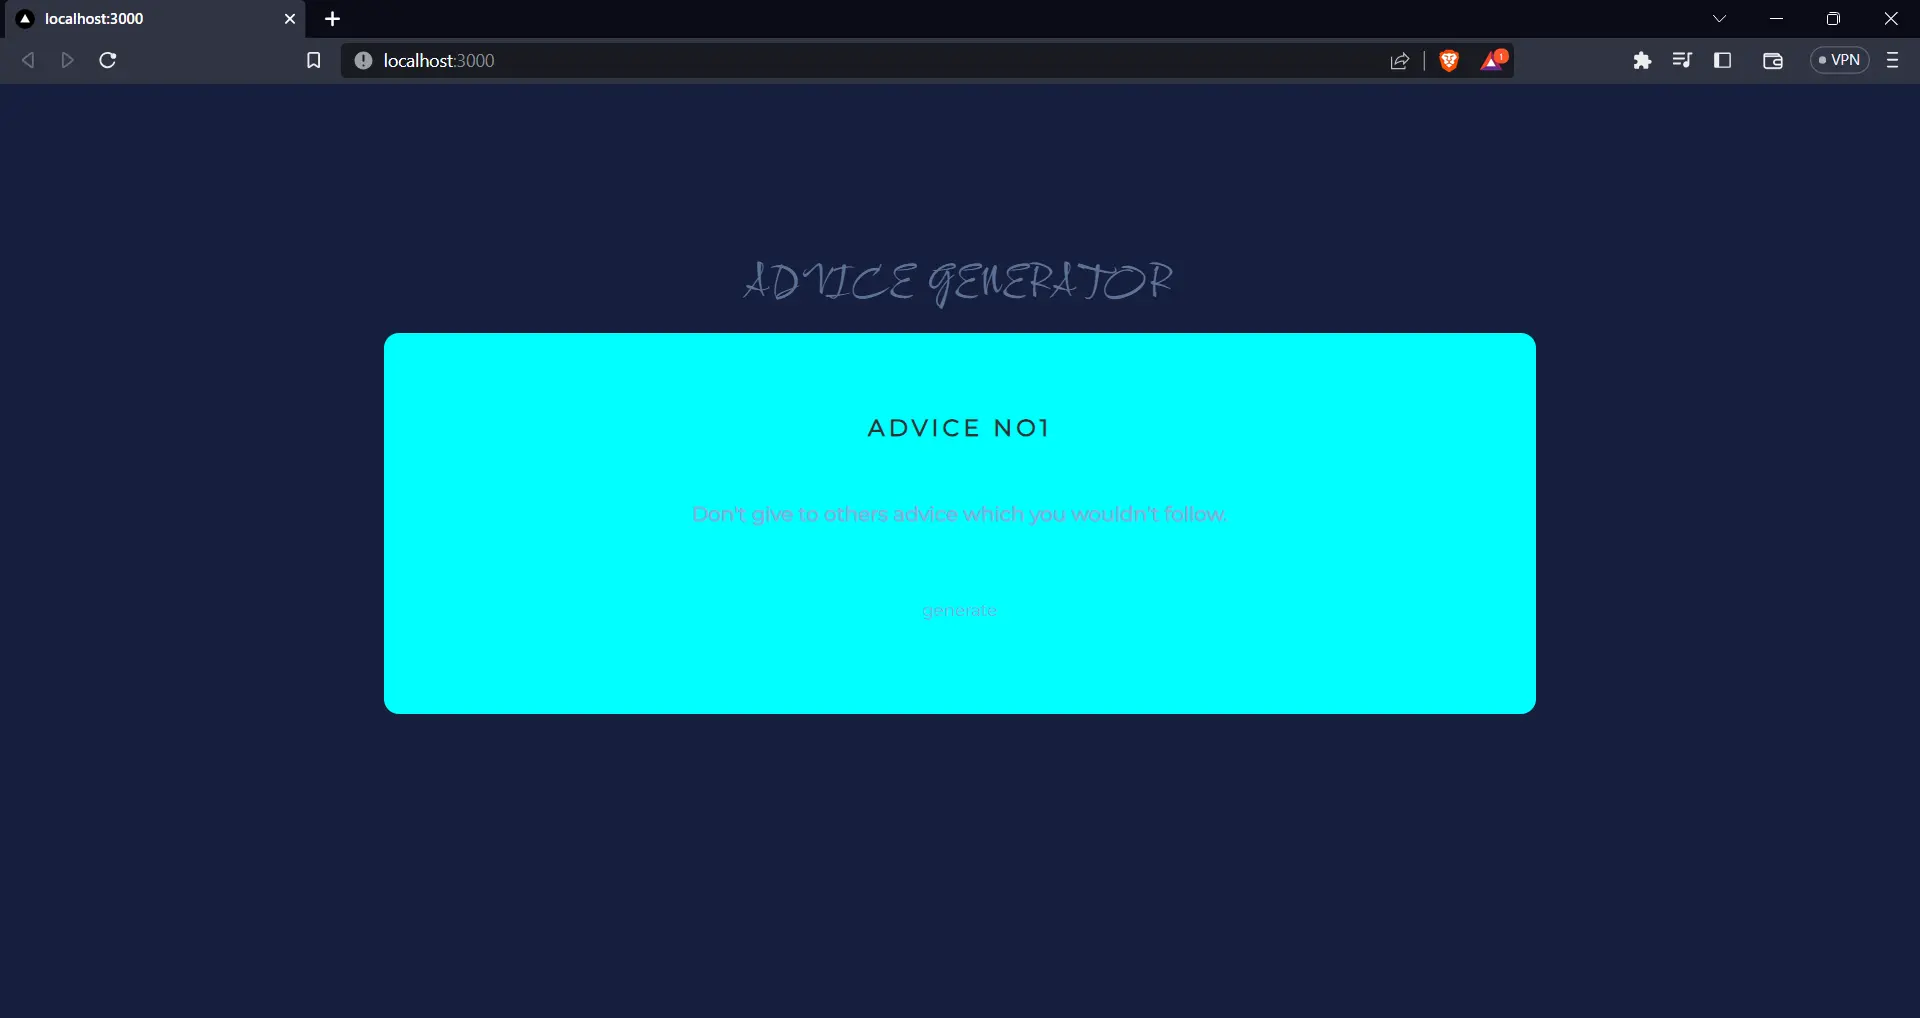 localhost:3000
localhost:3000
1
VPN
ADVICE GENERATOR
ADVICE NO1
Don't give to others advice which you wouldn't follow.
generate